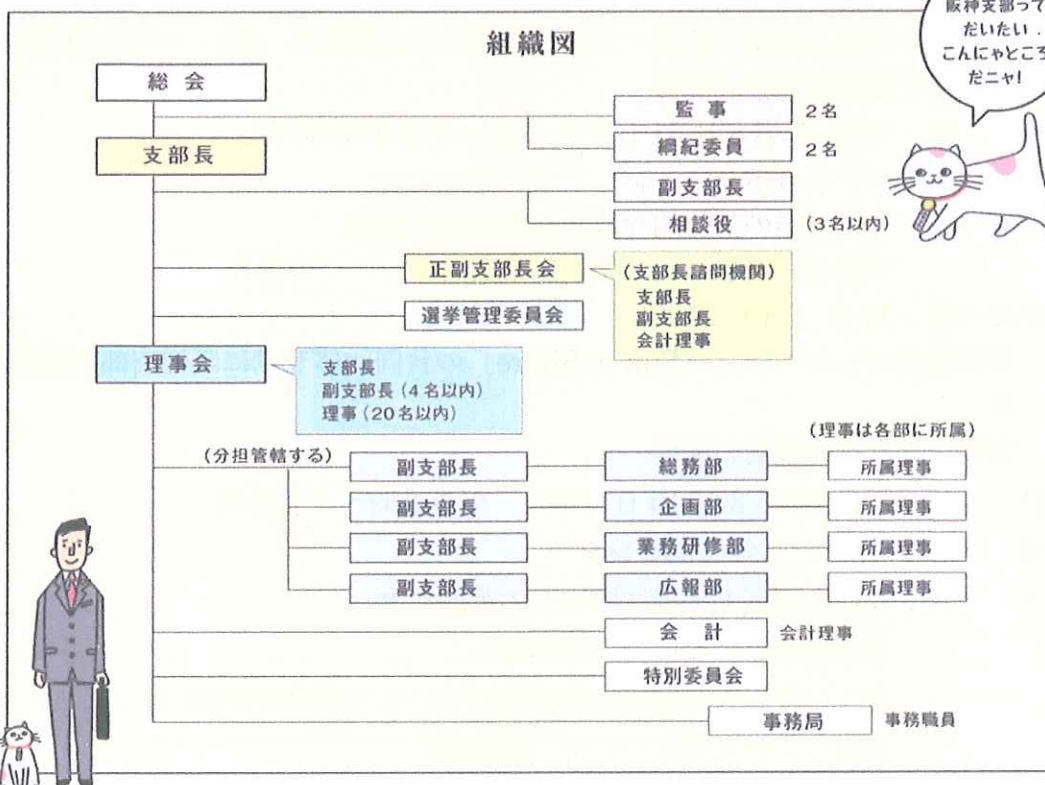 阪神支部って
だいたい
こんにゃところ
だニャ!
組織図
総会
監事 2名
支部長
綱紀委員 2名
副支部長
相談役 (3名以内)
正副支部長会
(支部長諮問機関)
支部長
副支部長
会計理事
選挙管理委員会
理事会
支部長
副支部長(4名以内)
理事(20名以内)
(理事は各部に所属)
(分担管轄する)
副支部長 総務部 所属理事
副支部長 企画部 所属理事
副支部長 業務研修部 所属理事
副支部長 広報部 所属理事
会計 会計理事
特別委員会
事務局 事務職員